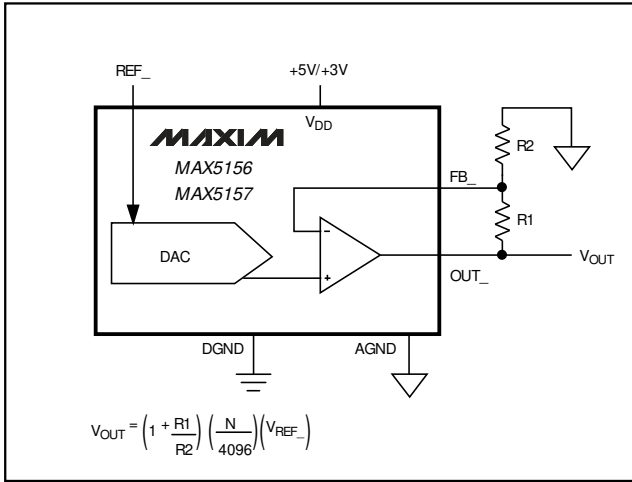 REF_
+5V/+3V
VDD
MAXIM
MAX5156
MAX5157
R2
FB_
R1
DAC
-
+
VOUT
OUT_
DGND
AGND
VOUT = (1 + R1/R2) (N/4096) (VREF_)